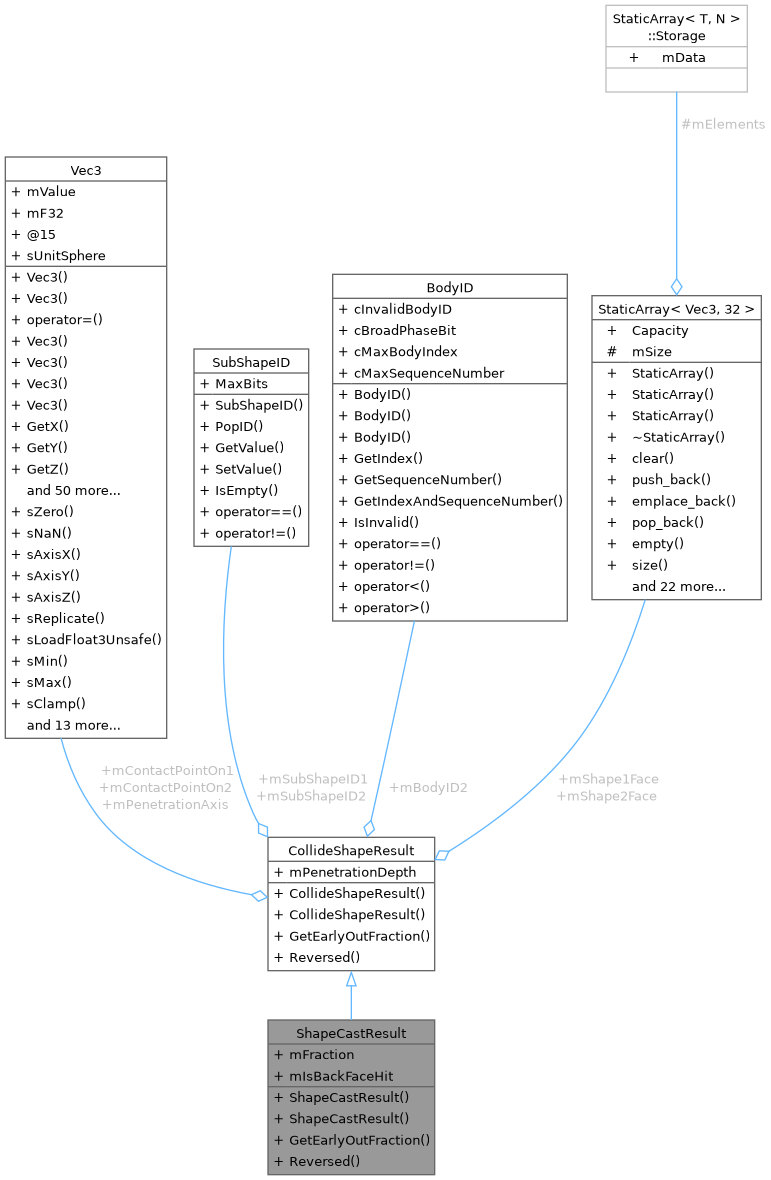 StaticArray< T, N >
::Storage
+ mData
#mElements
Vec3
+ mValue
+ mF32
+ @15
+ sUnitSphere
+ Vec3()
+ Vec3()
+ operator=()
+ Vec3()
+ Vec3()
+ Vec3()
+ Vec3()
+ GetX()
+ GetY()
+ GetZ()
and 50 more...
+ sZero()
+ sNaN()
+ sAxisX()
+ sAxisY()
+ sAxisZ()
+ sReplicate()
+ sLoadFloat3Unsafe()
+ sMin()
+ sMax()
+ sClamp()
and 13 more...
SubShapeID
+ MaxBits
+ SubShapeID()
+ PopID()
+ GetValue()
+ SetValue()
+ IsEmpty()
+ operator==()
+ operator!=()
BodyID
+ cInvalidBodyID
+ cBroadPhaseBit
+ cMaxBodyIndex
+ cMaxSequenceNumber
+ BodyID()
+ BodyID()
+ BodyID()
+ GetIndex()
+ GetSequenceNumber()
+ GetIndexAndSequenceNumber()
+ IsInvalid()
+ operator==()
+ operator!=()
+ operator<()
+ operator>()
StaticArray< Vec3, 32 >
+ Capacity
# mSize
+ StaticArray()
+ StaticArray()
+ StaticArray()
+ ~StaticArray()
+ clear()
+ push_back()
+ emplace_back()
+ pop_back()
+ empty()
+ size()
and 22 more...
+mContactPointOn1
+mContactPointOn2
+mPenetrationAxis
+mSubShapeID1
+mSubShapeID2
+mBodyID2
+mShape1Face
+mShape2Face
CollideShapeResult
+ mPenetrationDepth
+ CollideShapeResult()
+ CollideShapeResult()
+ GetEarlyOutFraction()
+ Reversed()
ShapeCastResult
+ mFraction
+ mIsBackFaceHit
+ ShapeCastResult()
+ ShapeCastResult()
+ GetEarlyOutFraction()
+ Reversed()